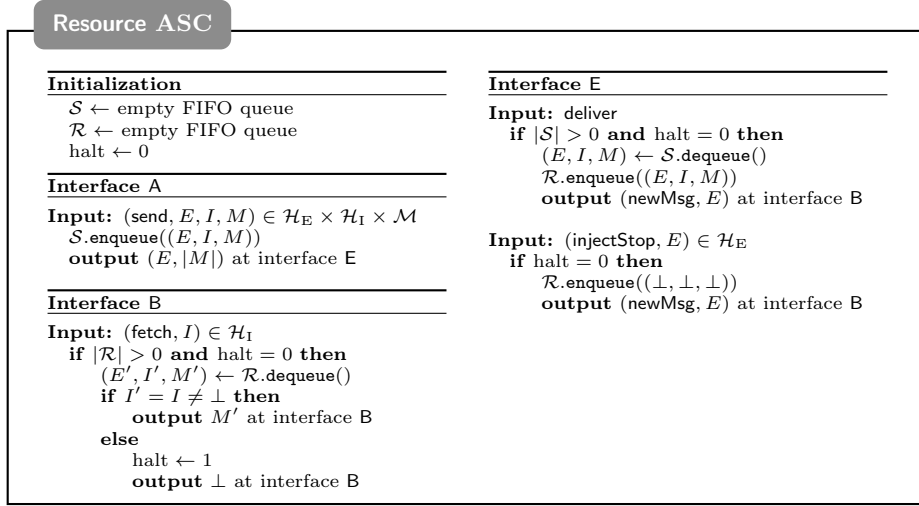 Resource ASC
Initialization
𝒮 ← empty FIFO queue
ℛ ← empty FIFO queue
halt ← 0
Interface A
Input: (send, E, I, M) ∈ ℋ_E × ℋ_I × ℳ
𝒮.enqueue((E, I, M))
output (E, |M|) at interface E
Interface B
Input: (fetch, I) ∈ ℋ_I
if |ℛ| > 0 and halt = 0 then
(E′, I′, M′) ← ℛ.dequeue()
if I′ = I ≠ ⊥ then
output M′ at interface B
else
halt ← 1
output ⊥ at interface B
Interface E
Input: deliver
if |𝒮| > 0 and halt = 0 then
(E, I, M) ← 𝒮.dequeue()
ℛ.enqueue((E, I, M))
output (newMsg, E) at interface B
Input: (injectStop, E) ∈ ℋ_E
if halt = 0 then
ℛ.enqueue((⊥, ⊥, ⊥))
output (newMsg, E) at interface B